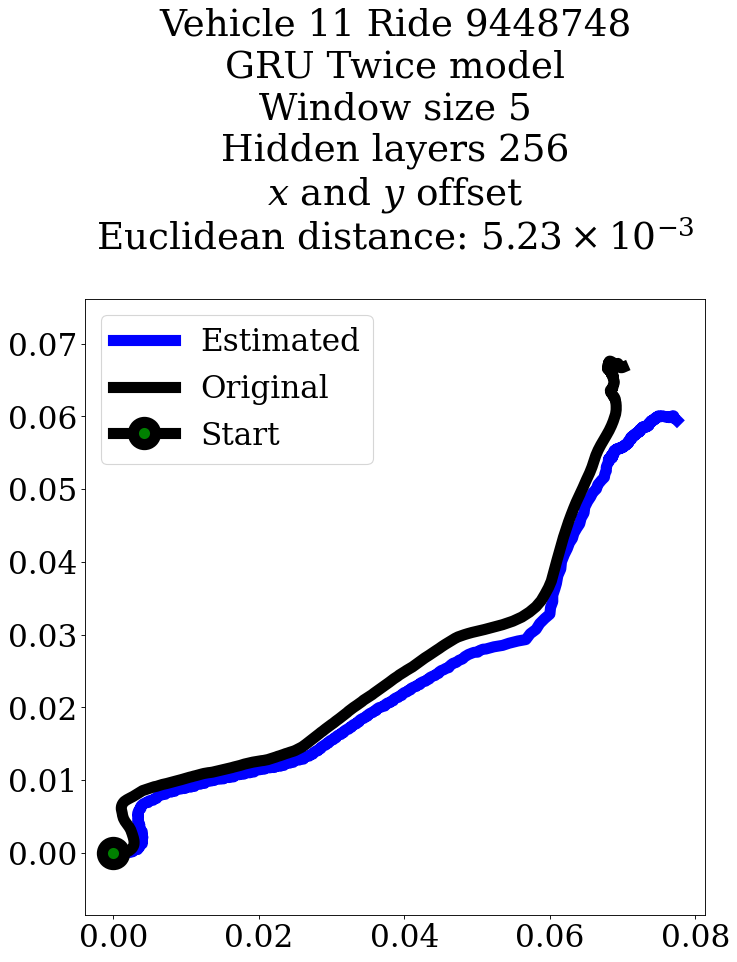 Vehicle 11 Ride 9448748
GRU Twice model
Window size 5
Hidden layers 256
x and y offset
Euclidean distance: 5.23 × 10⁻³
Estimated
Original
Start
0.07
0.06
0.05
0.04
0.03
0.02
0.01
0.00
0.00 0.02 0.04 0.06 0.08